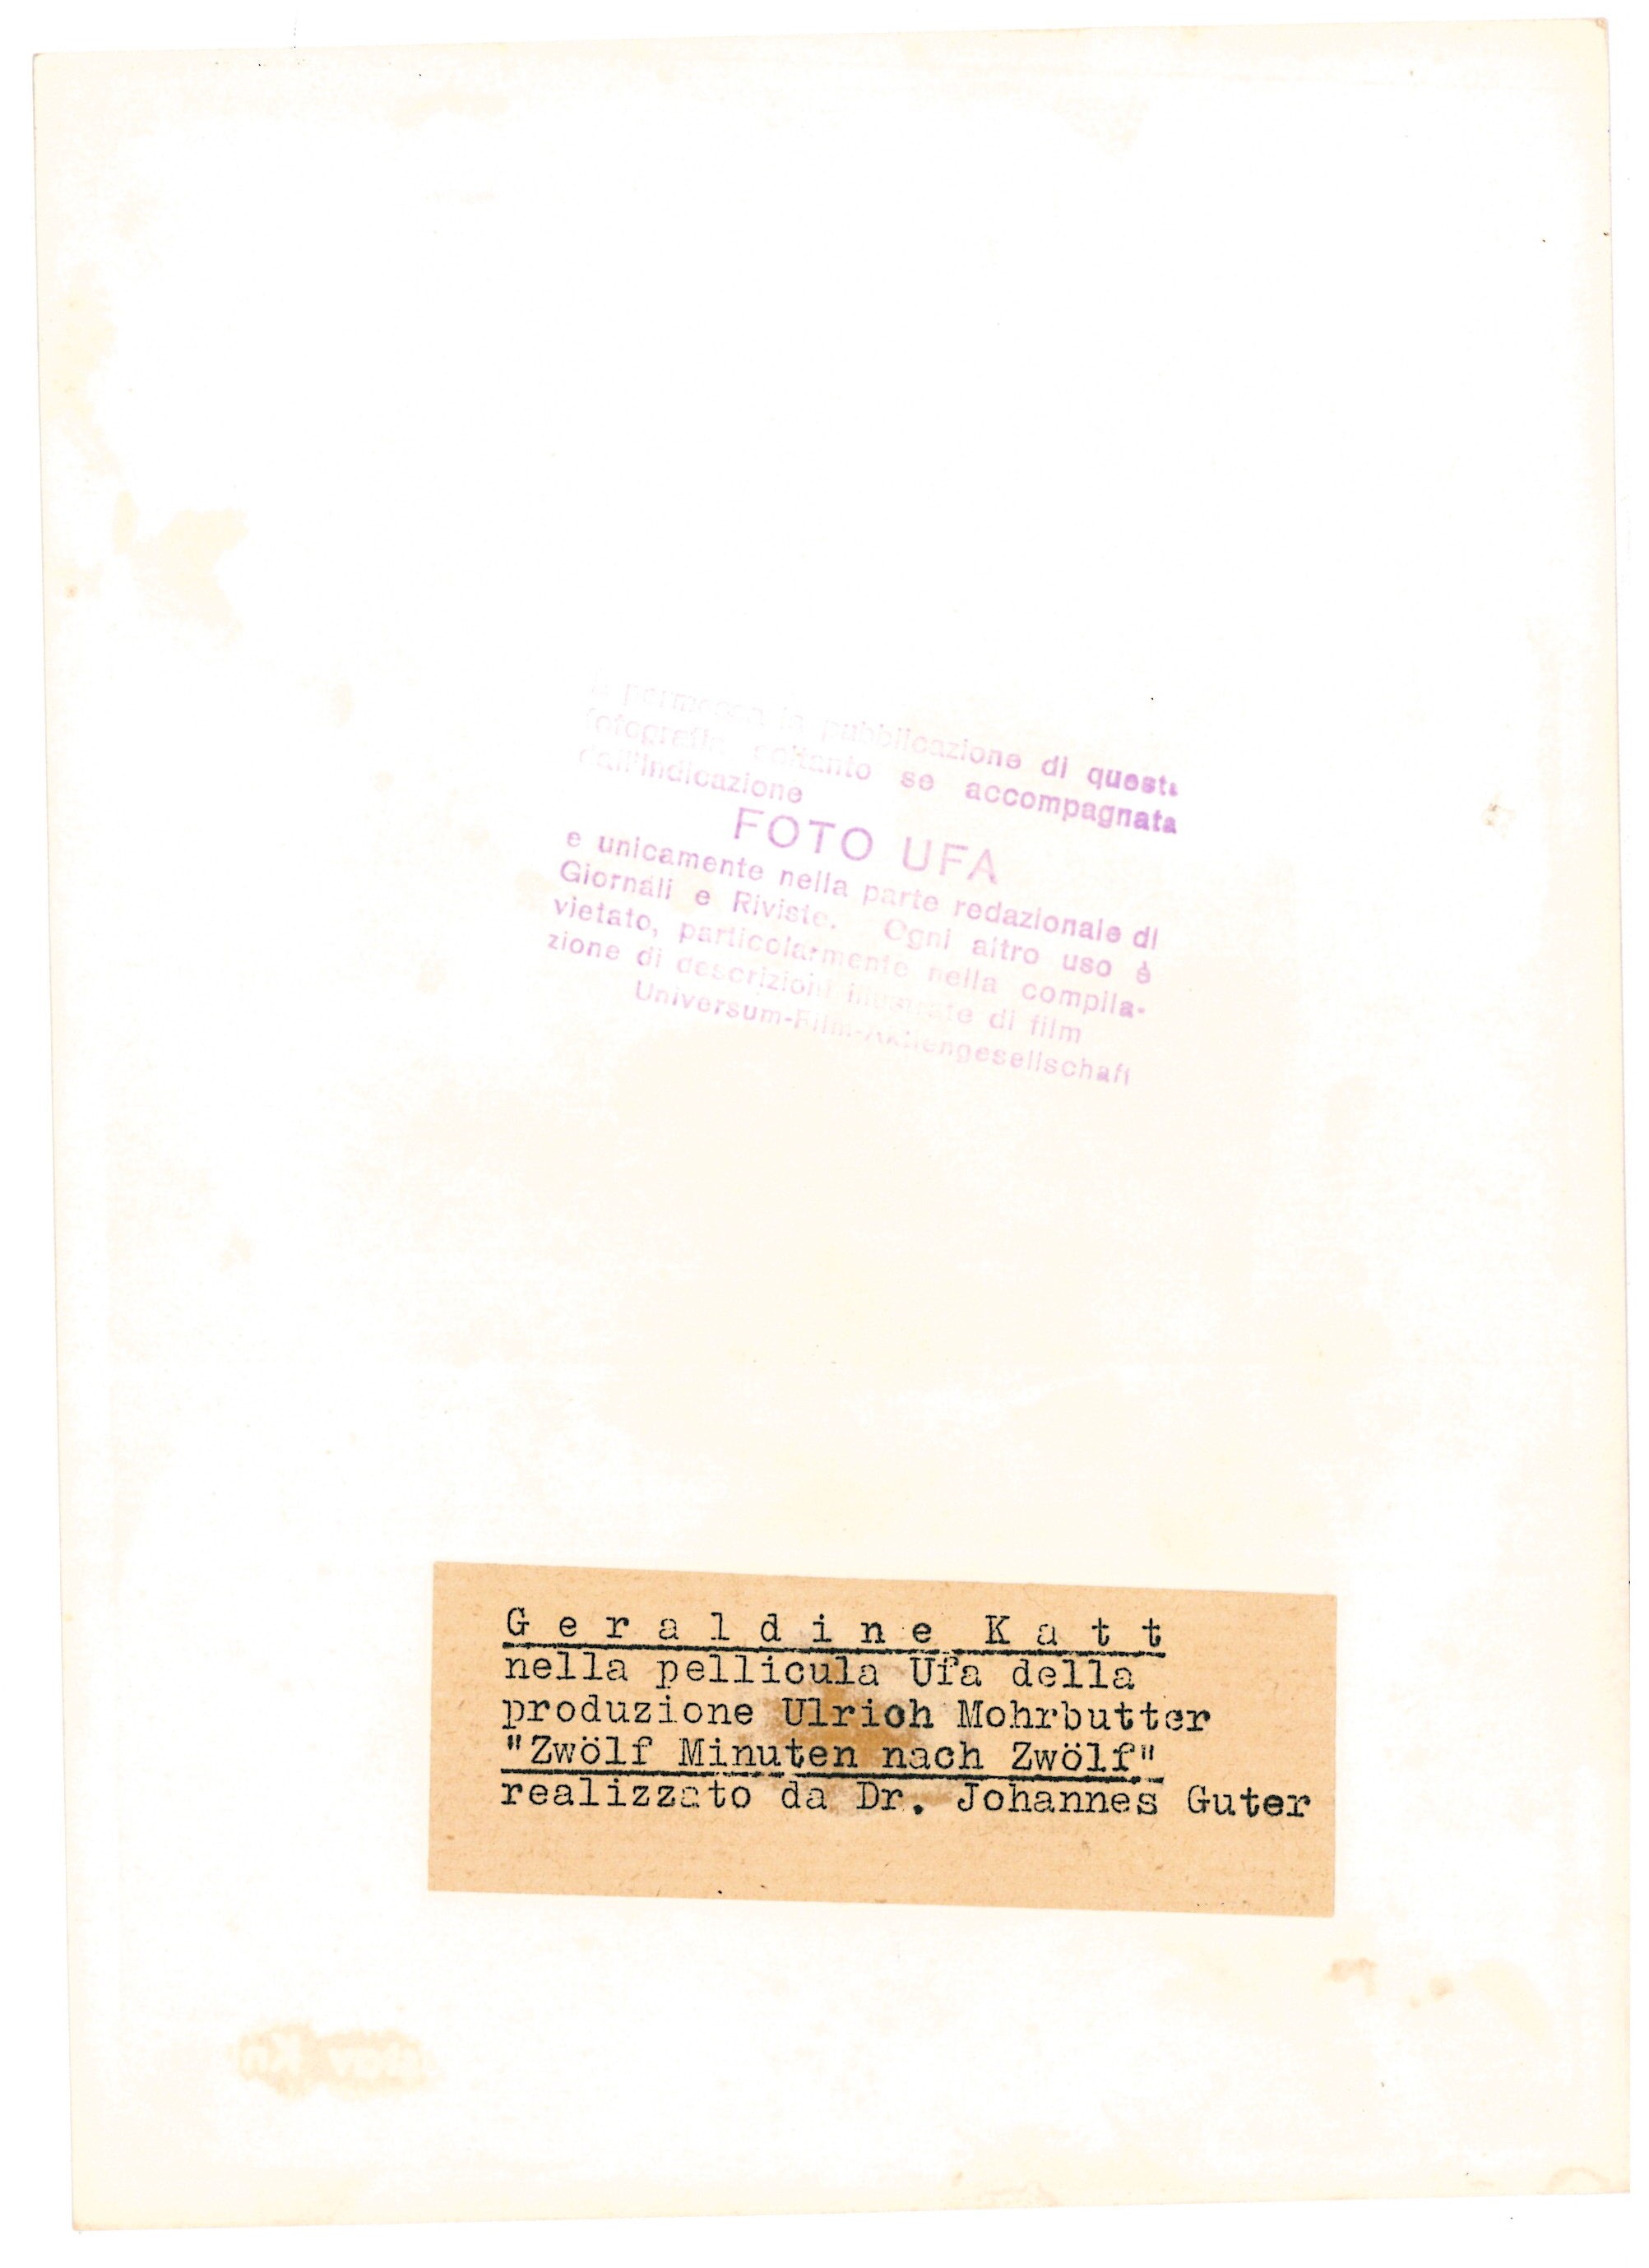 È permessa la pubblicazione di questa
fotografia soltanto se accompagnata
dall'indicazione
FOTO UFA
e unicamente nella parte redazionale di
Giornali e Riviste. Ogni altro uso è
vietato, particolarmente nella compila-
zione di descrizioni illustrate di film
Universum-Film-Aktiengesellschaft
Geraldine Katt
nella pellicula Ufa della
produzione Ulrich Mohrbutter
"Zwölf Minuten nach Zwölf"
realizzato da Dr. Johannes Guter